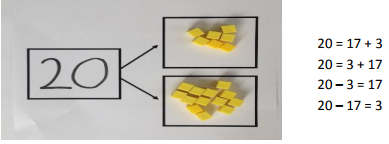 20
20 = 17 + 3
20 = 3 + 17
20 – 3 = 17
20 – 17 = 3